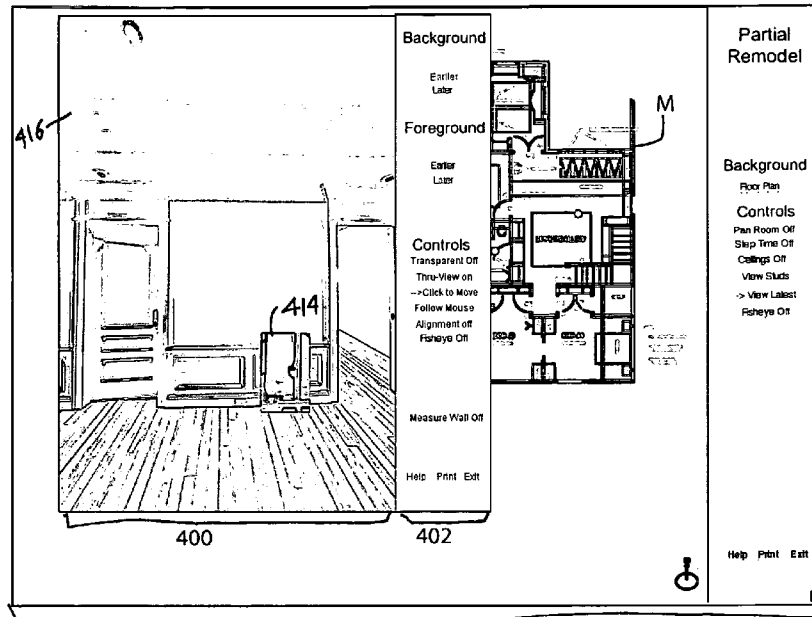 416
414
400
402
Background
Earlier
Later
Foreground
Earlier
Later
Controls
Transparent Off
Thru-View on
-->Click to Move
Follow Mouse
Alignment off
Fisheye Off
Measure Wall Off
Help Print Exit
M
Partial
Remodel
Background
Floor Plan
Controls
Pan Room Off
Step Time Off
Ceilings Off
View Studs
-> View Latest
Fisheye Off
Help Print Exit